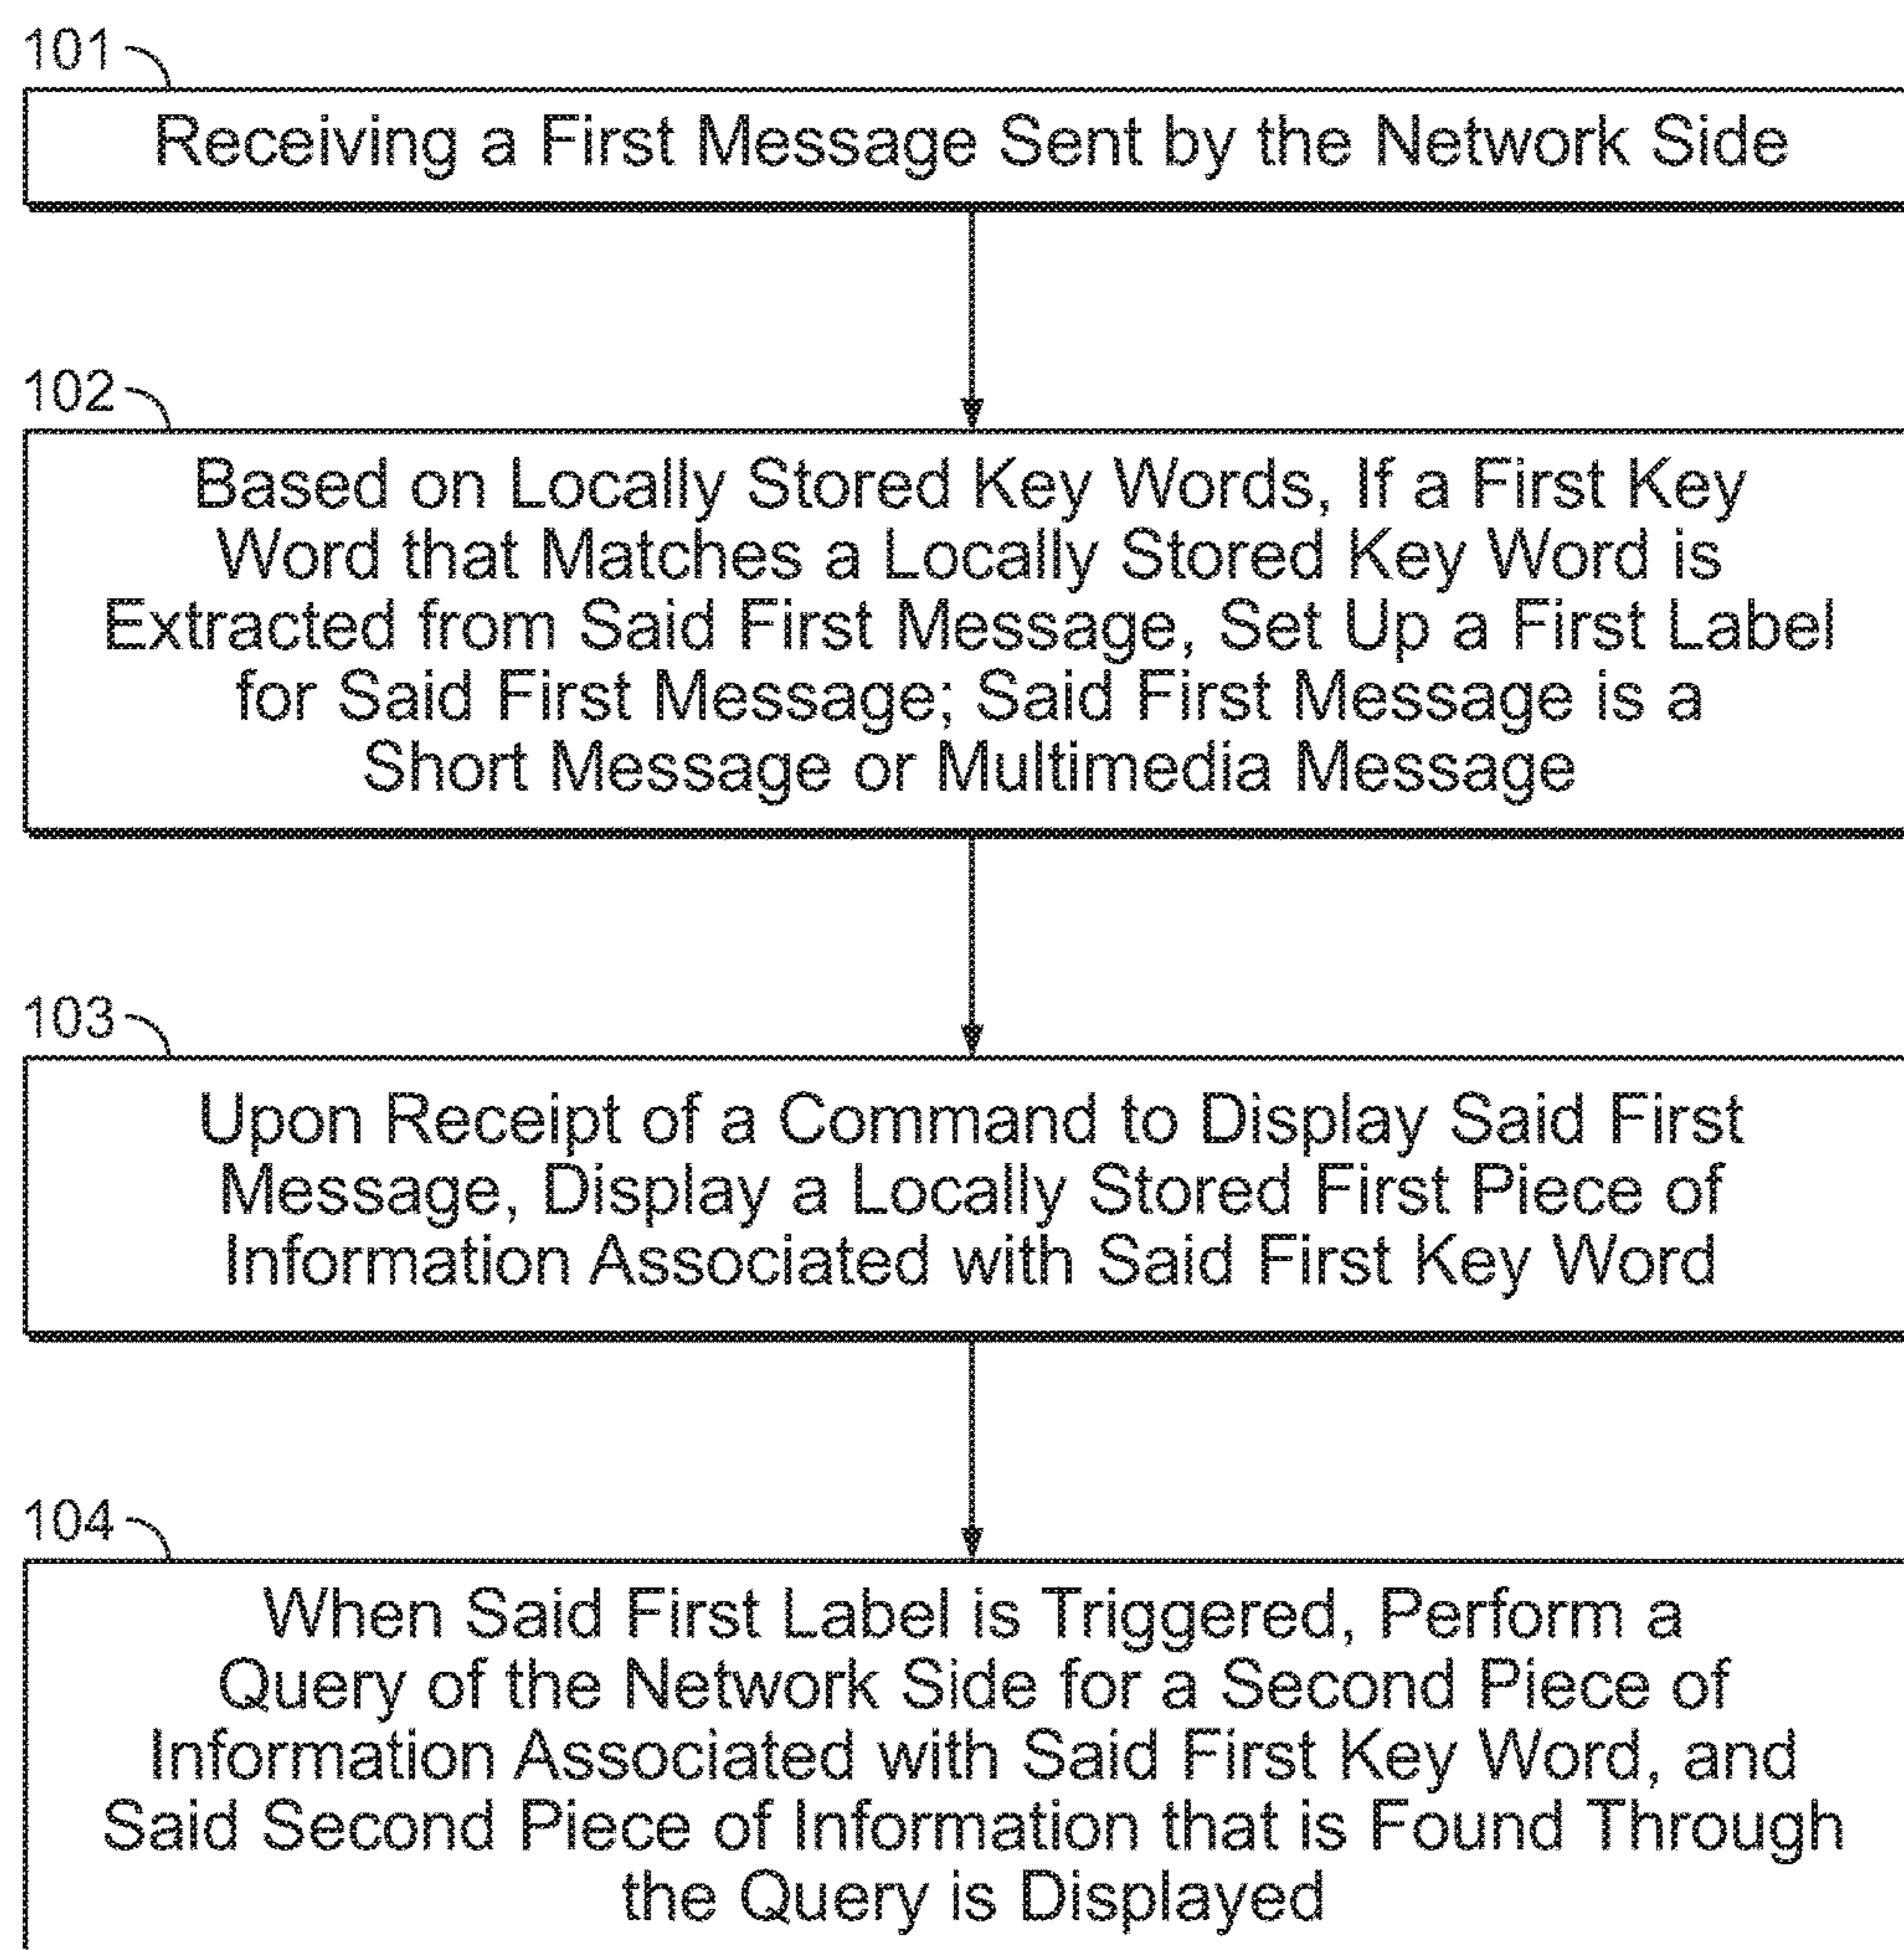 101
Receiving a First Message Sent by the Network Side
102
Based on Locally Stored Key Words, If a First Key
Word that Matches a Locally Stored Key Word is
Extracted from Said First Message, Set Up a First Label
for Said First Message; Said First Message is a
Short Message or Multimedia Message
103
Upon Receipt of a Command to Display Said First
Message, Display a Locally Stored First Piece of
Information Associated with Said First Key Word
104
When Said First Label is Triggered, Perform a
Query of the Network Side for a Second Piece of
Information Associated with Said First Key Word, and
Said Second Piece of Information that is Found Through
the Query is Displayed